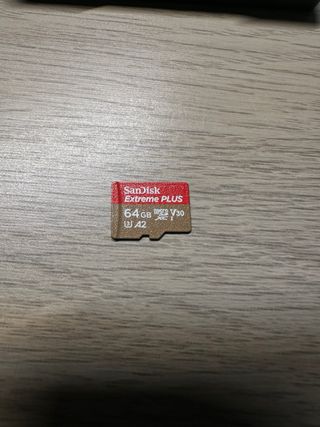 SanDisk
Extreme PLUS
64GB microSD XC I V30
U3 A2